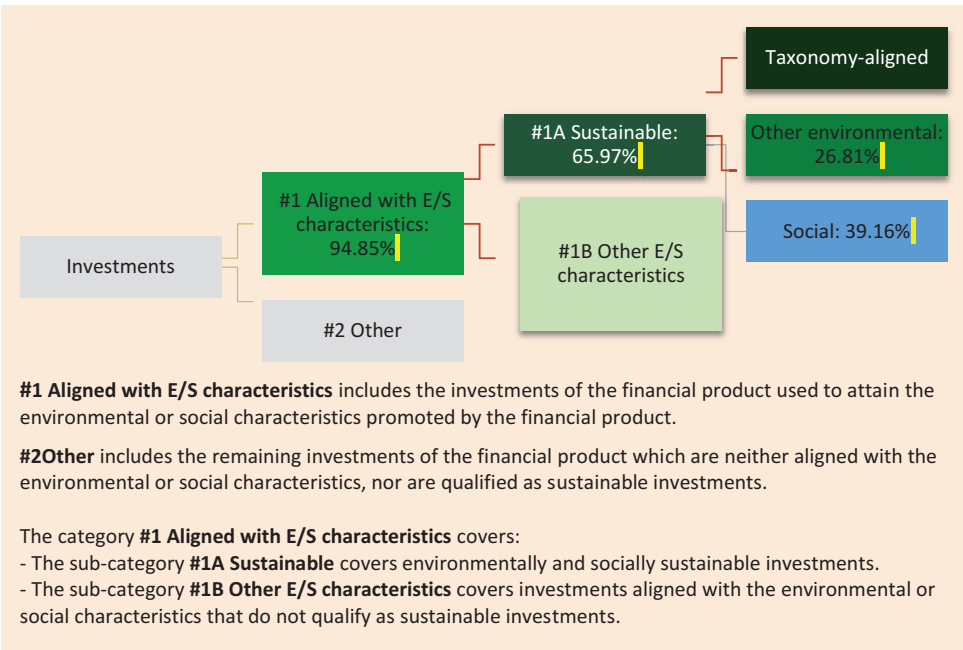 Taxonomy-aligned
#1A Sustainable:
65.97%
Other environmental:
26.81%
#1 Aligned with E/S
characteristics:
94.85%
Social: 39.16%
#1B Other E/S
characteristics
Investments
#2 Other
#1 Aligned with E/S characteristics includes the investments of the financial product used to attain the
environmental or social characteristics promoted by the financial product.
#2Other includes the remaining investments of the financial product which are neither aligned with the
environmental or social characteristics, nor are qualified as sustainable investments.
The category #1 Aligned with E/S characteristics covers:
- The sub-category #1A Sustainable covers environmentally and socially sustainable investments.
- The sub-category #1B Other E/S characteristics covers investments aligned with the environmental or
social characteristics that do not qualify as sustainable investments.